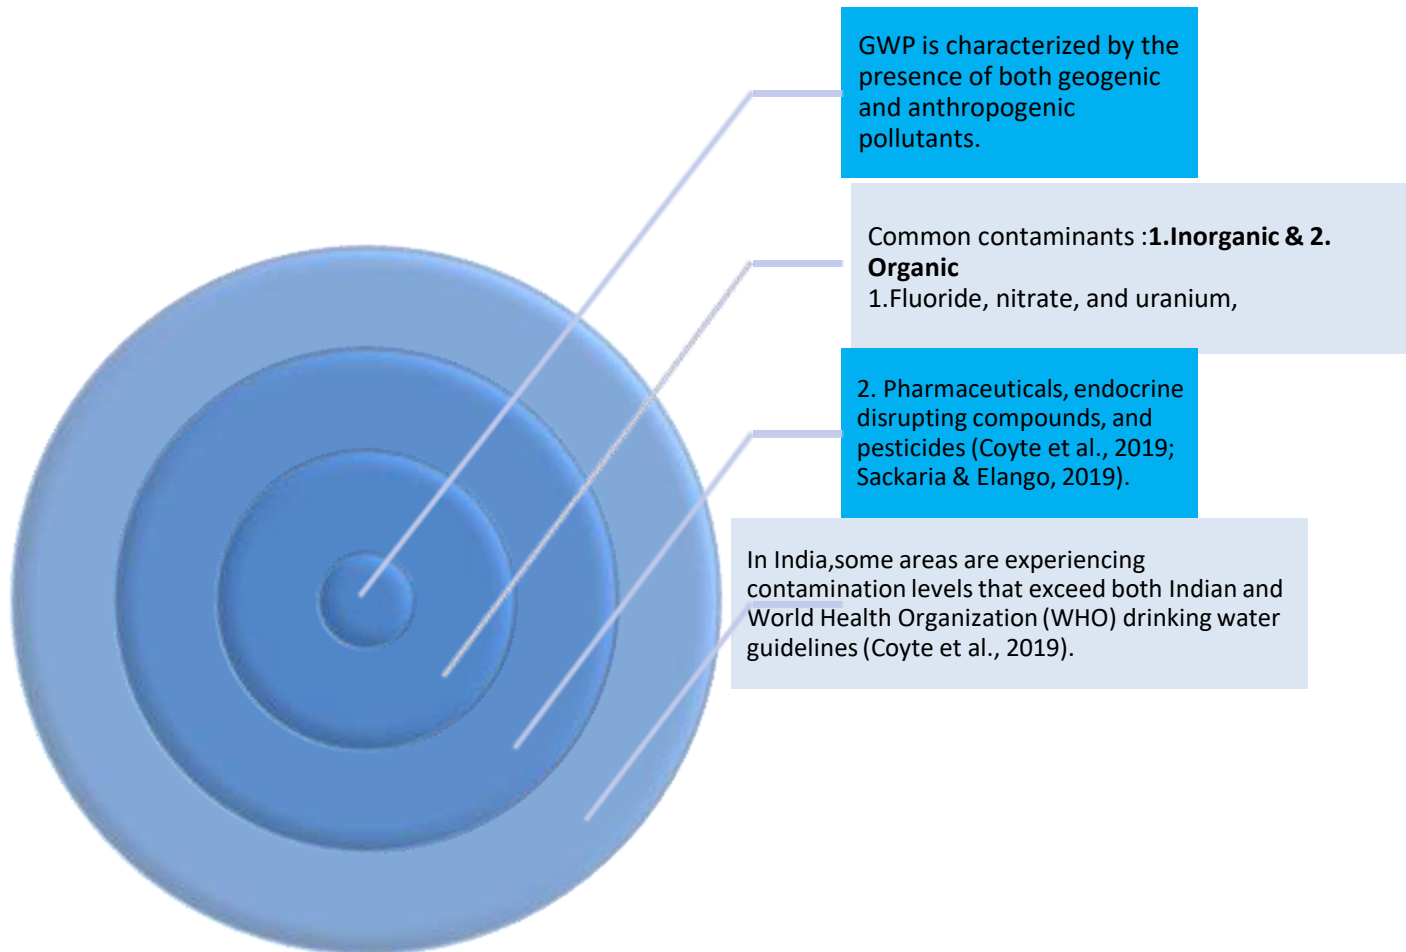 GWP is characterized by the
presence of both geogenic
and anthropogenic
pollutants.
Common contaminants :1.Inorganic & 2.
Organic
1.Fluoride, nitrate, and uranium,
2. Pharmaceuticals, endocrine
disrupting compounds, and
pesticides (Coyte et al., 2019;
Sackaria & Elango, 2019).
In India,some areas are experiencing
contamination levels that exceed both Indian and
World Health Organization (WHO) drinking water
guidelines (Coyte et al., 2019).